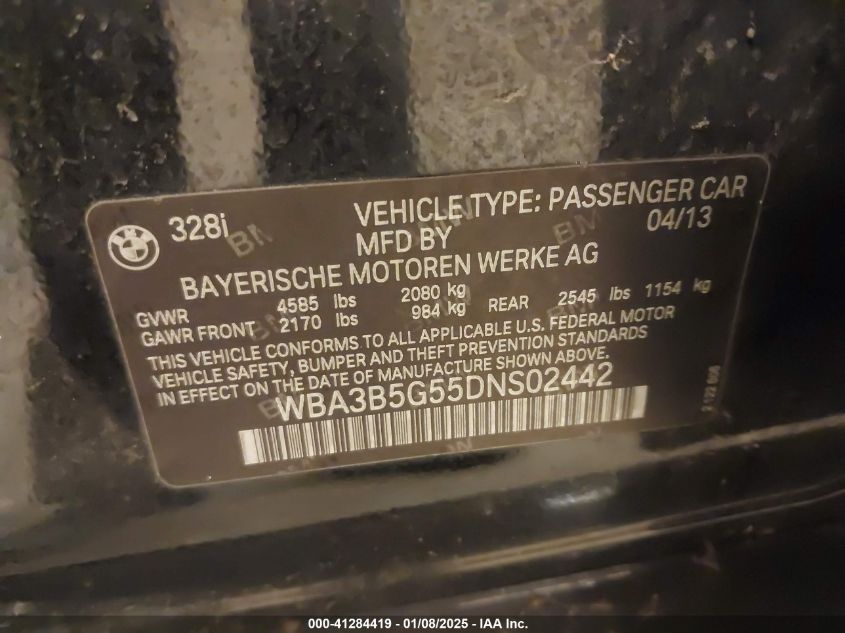 328i
VEHICLE TYPE: PASSENGER CAR
MFD BY 04/13
BAYERISCHE MOTOREN WERKE AG
GVWR 4585 lbs 2080 kg
GAWR FRONT 2170 lbs 984 kg REAR 2545 lbs 1154 kg
THIS VEHICLE CONFORMS TO ALL APPLICABLE U.S. FEDERAL MOTOR
VEHICLE SAFETY, BUMPER AND THEFT PREVENTION STANDARDS
IN EFFECT ON THE DATE OF MANUFACTURE SHOWN ABOVE.
WBA3B5G55DNS02442
000-41284419 - 01/08/2025 - IAA Inc.